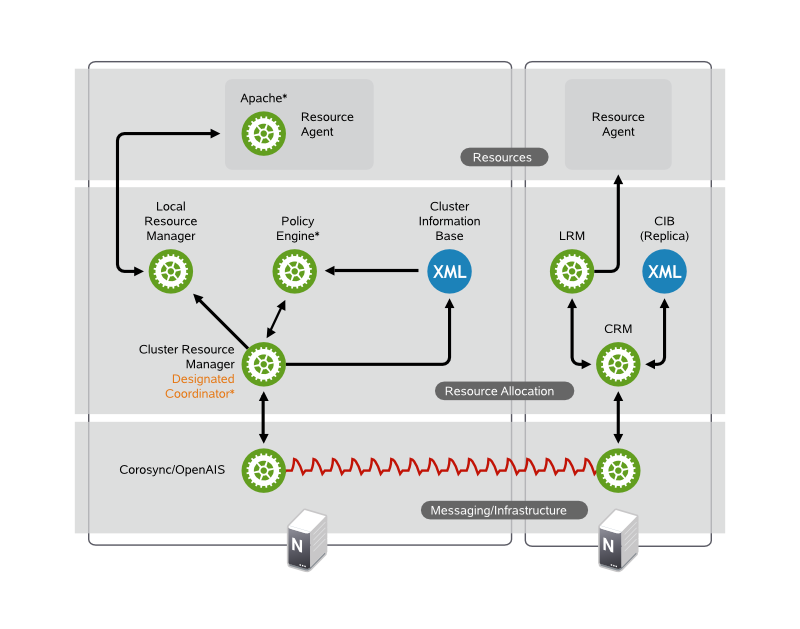 Apache*
Resource
Agent
Resource
Agent
Resources
Local
Resource
Manager
Policy
Engine*
Cluster
Information
Base
XML
LRM
CIB
(Replica)
XML
CRM
Cluster Resource
Manager
Designated
Coordinator*
Resource Allocation
Corosync/OpenAIS
Messaging/Infrastructure
N
N